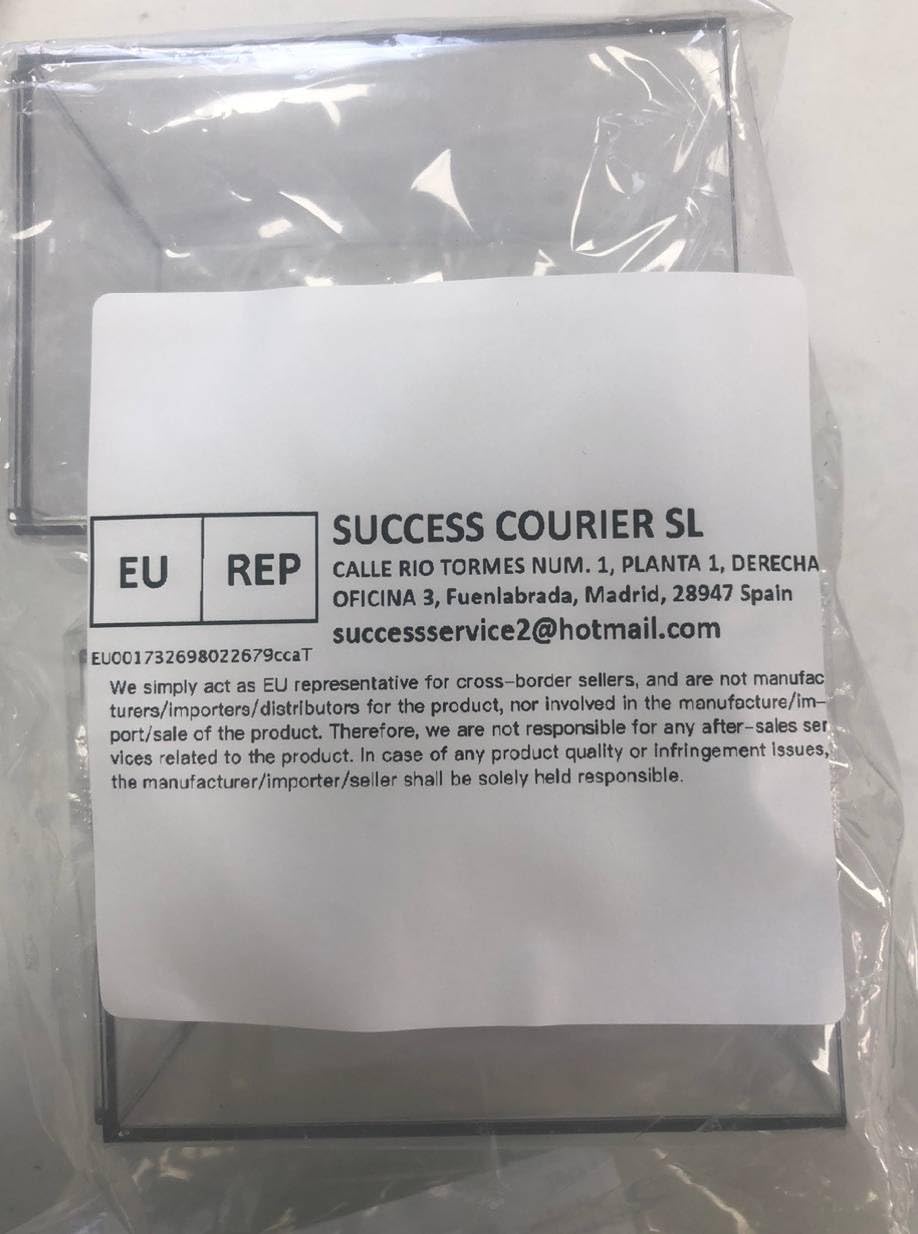 EU REP
SUCCESS COURIER SL
CALLE RIO TORMES NUM. 1, PLANTA 1, DERECHA
OFICINA 3, Fuenlabrada, Madrid, 28947 Spain
successservice2@hotmail.com
EU001732698022679ccaT
We simply act as EU representative for cross-border sellers, and are not manufac
turers/importers/distributors for the product, nor involved in the manufacture/im-
port/sale of the product. Therefore, we are not responsible for any after-sales ser
vices related to the product. In case of any product quality or infringement issues,
the manufacturer/importer/seller shall be solely held responsible.